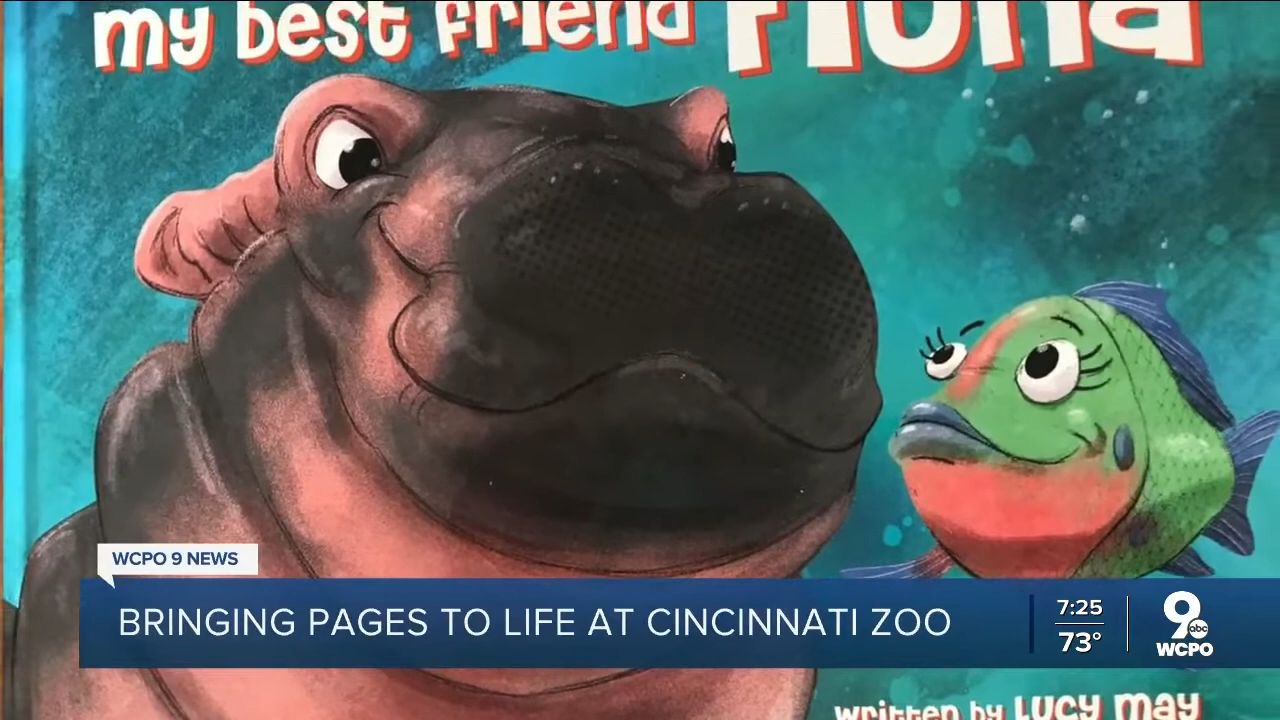 my best friend Fiona
WCPO 9 NEWS
BRINGING PAGES TO LIFE AT CINCINNATI ZOO
7:25
73°
9
abc
WCPO
written by LUCY MAY